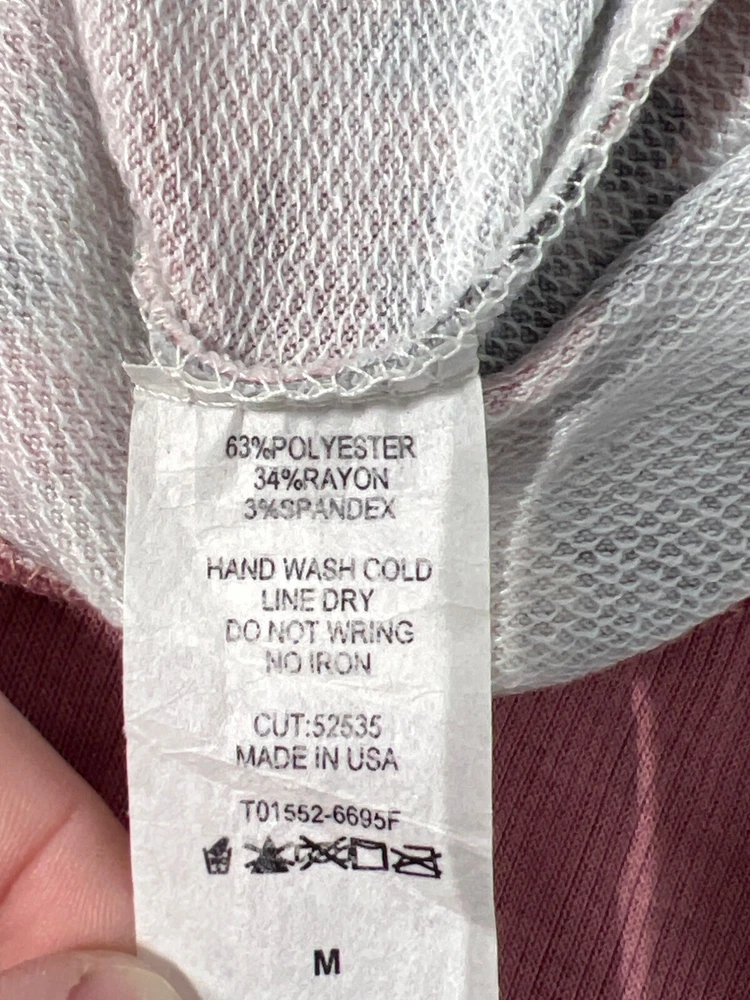 63%POLYESTER
34%RAYON
3%SPANDEX
HAND WASH COLD
LINE DRY
DO NOT WRING
NO IRON
CUT:52535
MADE IN USA
T01552-6695F
M